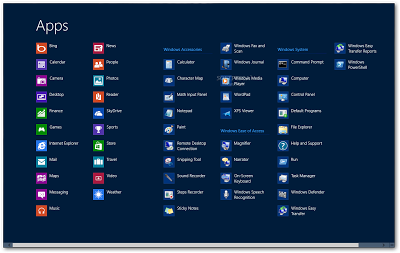 Apps
Bing
Calendar
Camera
Desktop
Finance
Games
Internet Explorer
Mail
Maps
Messaging
Music
News
People
Photos
Reader
SkyDrive
Sports
Store
Travel
Video
Weather
Windows Accessories
Calculator
Character Map
Math Input Panel
Notepad
Paint
Remote Desktop
Connection
Snipping Tool
Sound Recorder
Steps Recorder
Sticky Notes
Windows Fax and
Scan
Windows Journal
Windows Media
Player
WordPad
XPS Viewer
Windows Ease of Access
Magnifier
Narrator
On-Screen
Keyboard
Windows Speech
Recognition
Windows System
Command Prompt
Computer
Control Panel
Default Programs
File Explorer
Help and Support
Run
Task Manager
Windows Defender
Windows Easy
Transfer
Windows Easy
Transfer Reports
Windows
PowerShell